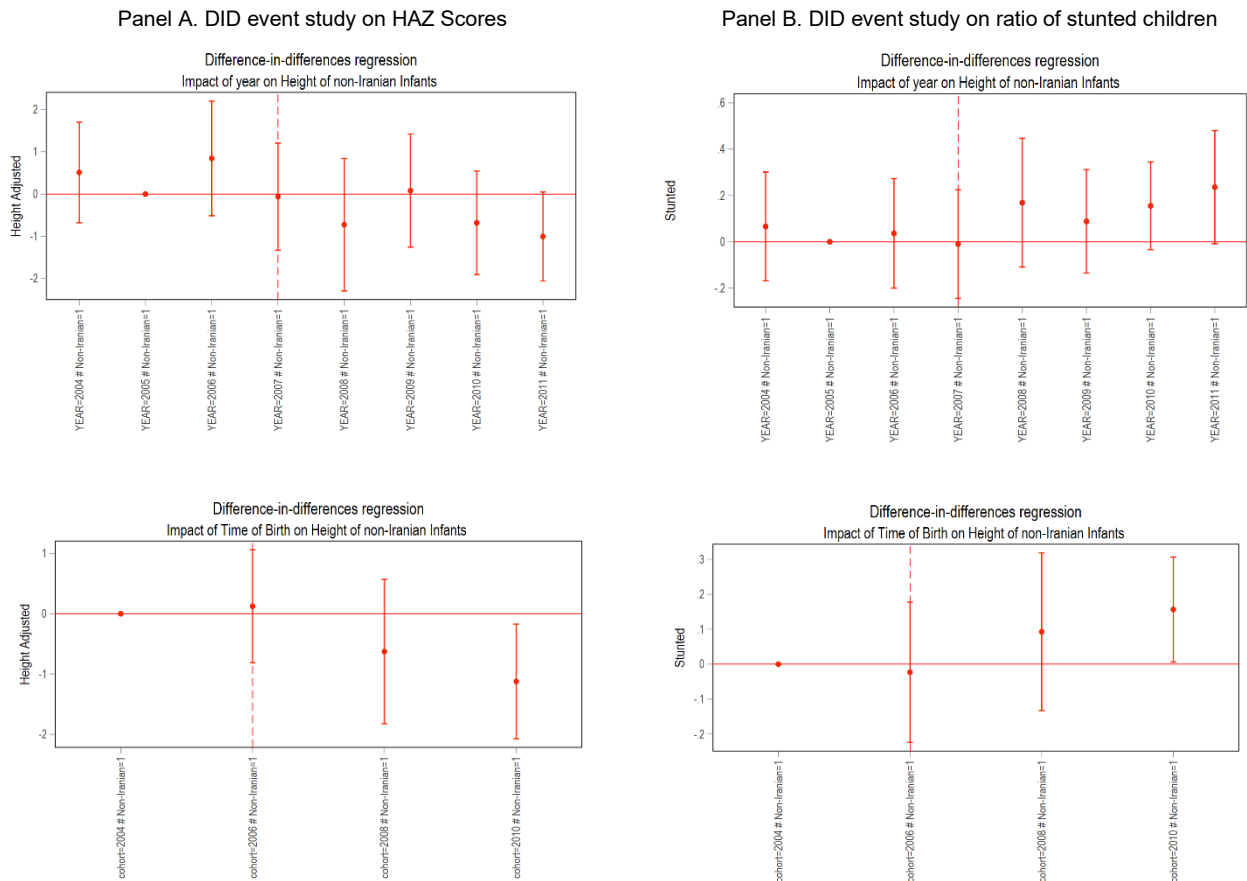 Panel A. DID event study on HAZ Scores
Difference-in-differences regression
Impact of year on Height of non-Iranian Infants
Height Adjusted
2
1
0
-1
-2
YEAR=2004 # Non-Iranian=1
YEAR=2005 # Non-Iranian=1
YEAR=2006 # Non-Iranian=1
YEAR=2007 # Non-Iranian=1
YEAR=2008 # Non-Iranian=1
YEAR=2009 # Non-Iranian=1
YEAR=2010 # Non-Iranian=1
YEAR=2011 # Non-Iranian=1
Panel B. DID event study on ratio of stunted children
Difference-in-differences regression
Impact of year on Height of non-Iranian Infants
Stunted
.6
.4
.2
0
-.2
YEAR=2004 # Non-Iranian=1
YEAR=2005 # Non-Iranian=1
YEAR=2006 # Non-Iranian=1
YEAR=2007 # Non-Iranian=1
YEAR=2008 # Non-Iranian=1
YEAR=2009 # Non-Iranian=1
YEAR=2010 # Non-Iranian=1
YEAR=2011 # Non-Iranian=1
Difference-in-differences regression
Impact of Time of Birth on Height of non-Iranian Infants
Height Adjusted
1
0
-1
-2
cohort=2004 # Non-Iranian=1
cohort=2006 # Non-Iranian=1
cohort=2008 # Non-Iranian=1
cohort=2010 # Non-Iranian=1
Difference-in-differences regression
Impact of Time of Birth on Height of non-Iranian Infants
Stunted
.3
.2
.1
0
-.1
-.2
cohort=2004 # Non-Iranian=1
cohort=2006 # Non-Iranian=1
cohort=2008 # Non-Iranian=1
cohort=2010 # Non-Iranian=1